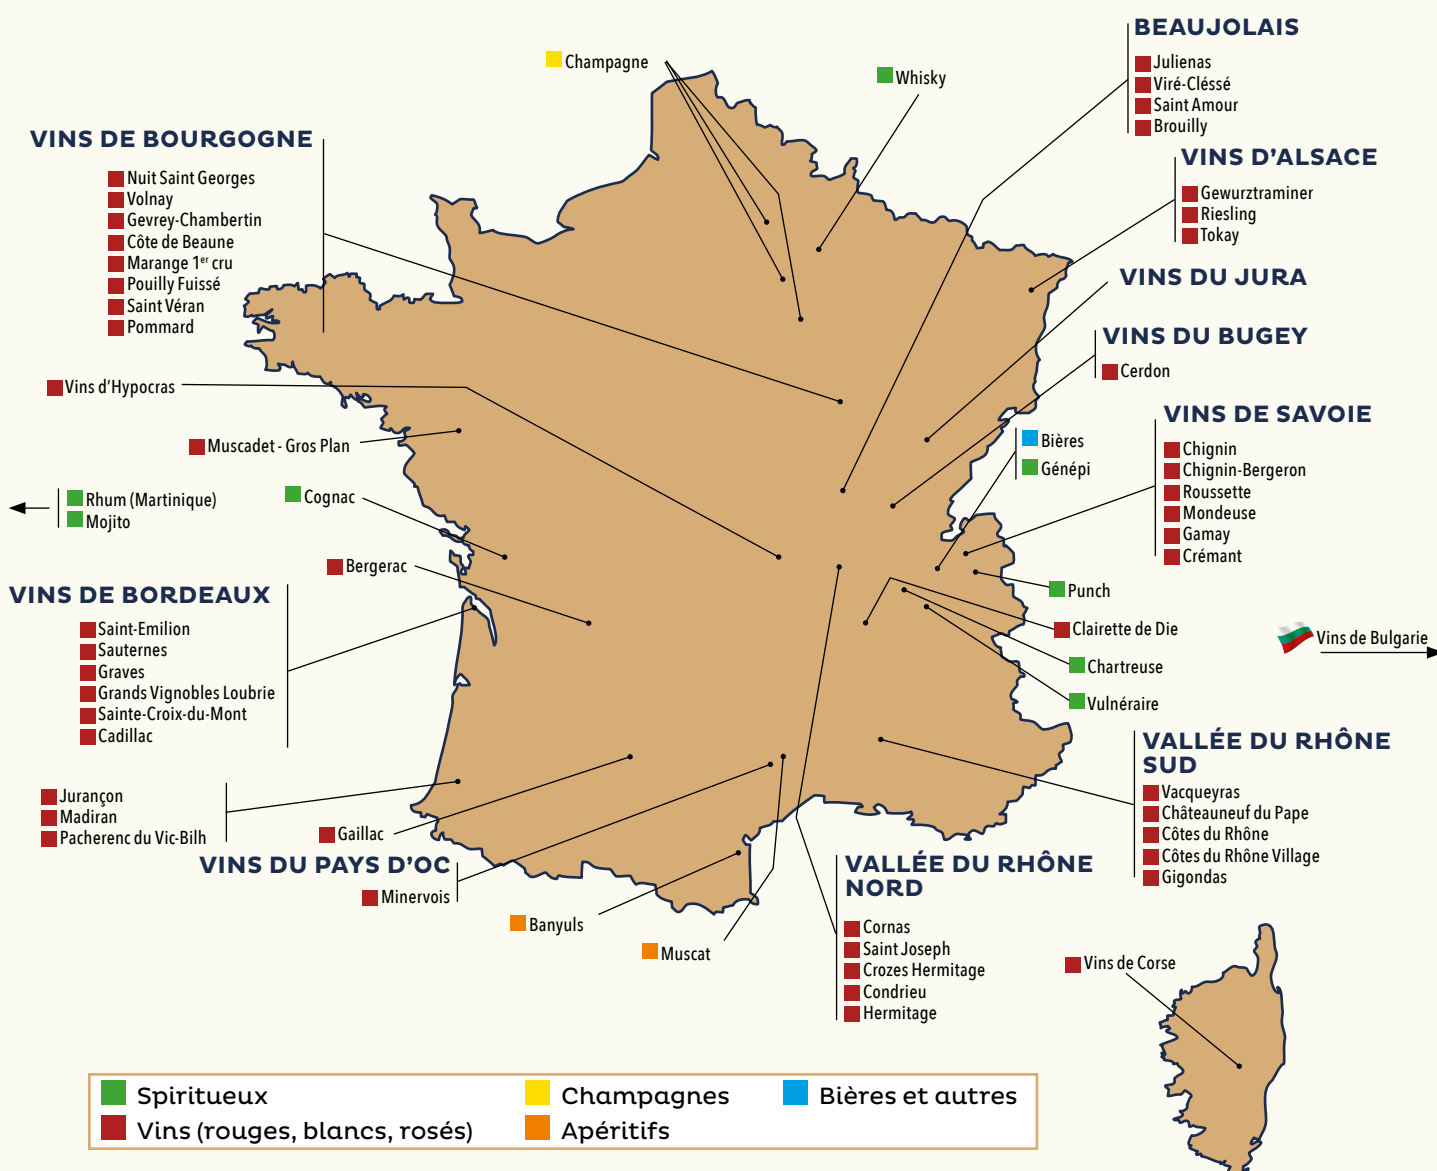 Champagne
Whisky
BEAUJOLAIS
Julienas
Viré-Cléssé
Saint Amour
Brouilly
VINS DE BOURGOGNE
Nuit Saint Georges
Volnay
Gevrey-Chambertin
Côte de Beaune
Marange 1er cru
Pouilly Fuissé
Saint Véran
Pommard
VINS D'ALSACE
Gewurztraminer
Riesling
Tokay
VINS DU JURA
VINS DU BUGEY
Cerdon
Vins d'Hypocras
Muscadet - Gros Plan
VINS DE SAVOIE
Chignin
Chignin-Bergeron
Roussette
Mondeuse
Gamay
Crémant
Bières
Génépi
Rhum (Martinique)
Mojito
Cognac
Bergerac
Punch
Clairette de Die
Chartreuse
Vulnéraire
Vins de Bulgarie
VINS DE BORDEAUX
Saint-Emilion
Sauternes
Graves
Grands Vignobles Loubrie
Sainte-Croix-du-Mont
Cadillac
VALLÉE DU RHÔNE
SUD
Vacqueyras
Châteauneuf du Pape
Côtes du Rhône
Côtes du Rhône Village
Gigondas
Jurançon
Madiran
Pacherenc du Vic-Bilh
Gaillac
VINS DU PAYS D'OC
Minervois
Banyuls
Muscat
VALLÉE DU RHÔNE
NORD
Cornas
Saint Joseph
Crozes Hermitage
Condrieu
Hermitage
Vins de Corse
Spiritueux
Champagnes
Bières et autres
Vins (rouges, blancs, rosés)
Apéritifs